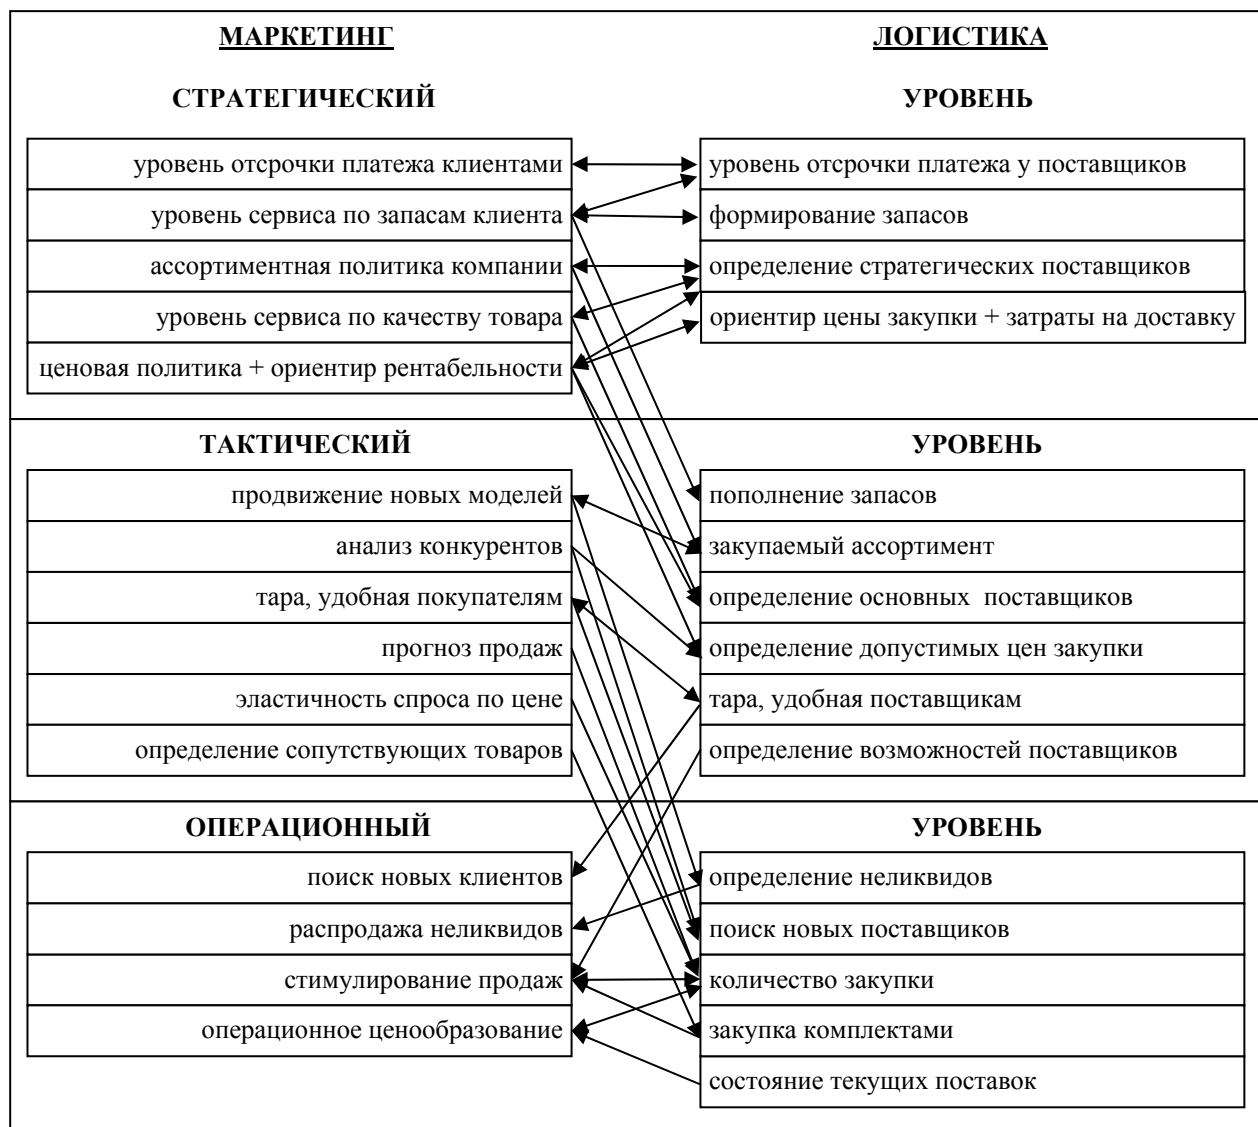 МАРКЕТИНГ ЛОГИСТИКА
СТРАТЕГИЧЕСКИЙ УРОВЕНЬ
уровень отсрочки платежа клиентами уровень отсрочки платежа у поставщиков
уровень сервиса по запасам клиента формирование запасов
ассортиментная политика компании определение стратегических поставщиков
уровень сервиса по качеству товара ориентир цены закупки + затраты на доставку
ценовая политика + ориентир рентабельности
ТАКТИЧЕСКИЙ УРОВЕНЬ
продвижение новых моделей пополнение запасов
анализ конкурентов закупаемый ассортимент
тара, удобная покупателям определение основных поставщиков
прогноз продаж определение допустимых цен закупки
эластичность спроса по цене тара, удобная поставщикам
определение сопутствующих товаров определение возможностей поставщиков
ОПЕРАЦИОННЫЙ УРОВЕНЬ
поиск новых клиентов определение неликвидов
распродажа неликвидов поиск новых поставщиков
стимулирование продаж количество закупки
операционное ценообразование закупка комплектами
состояние текущих поставок